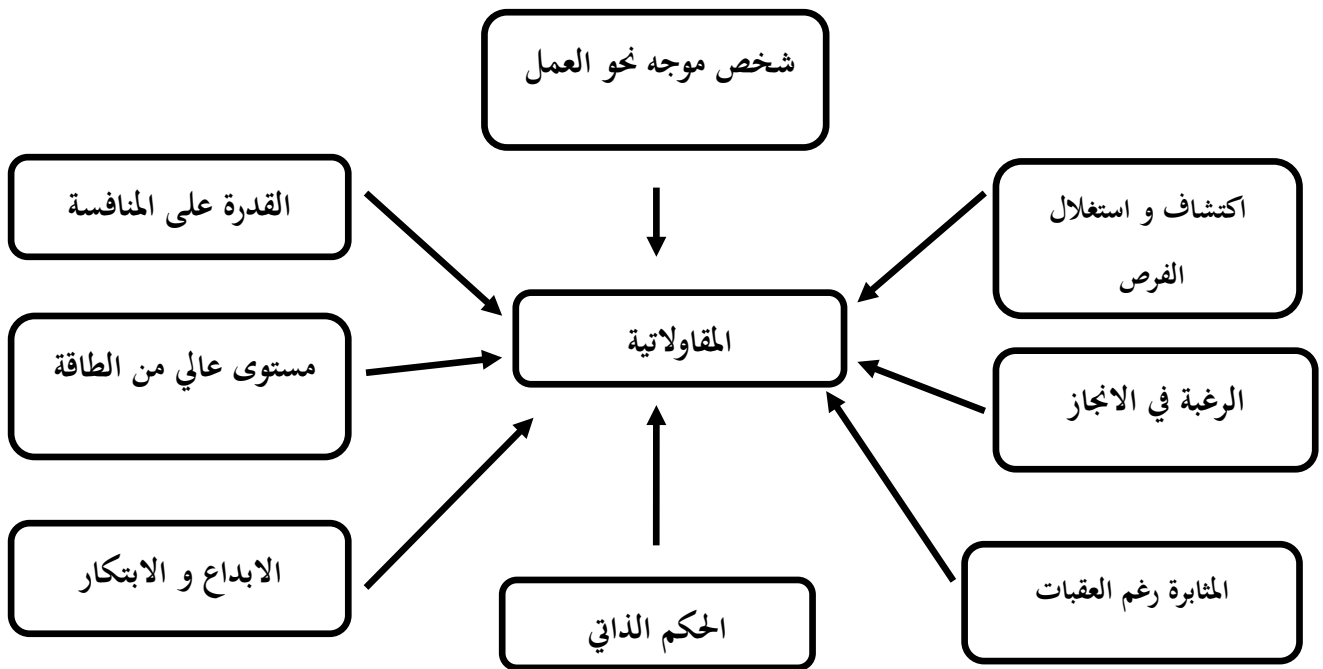 شخص موجه نحو العمل
اكتشاف و استغلال
الفرص
القدرة على المنافسة
المقاولاتية
مستوى عالي من الطاقة
الرغبة في الانجاز
الابداع و الابتكار
المثابرة رغم العقبات
الحكم الذاتي